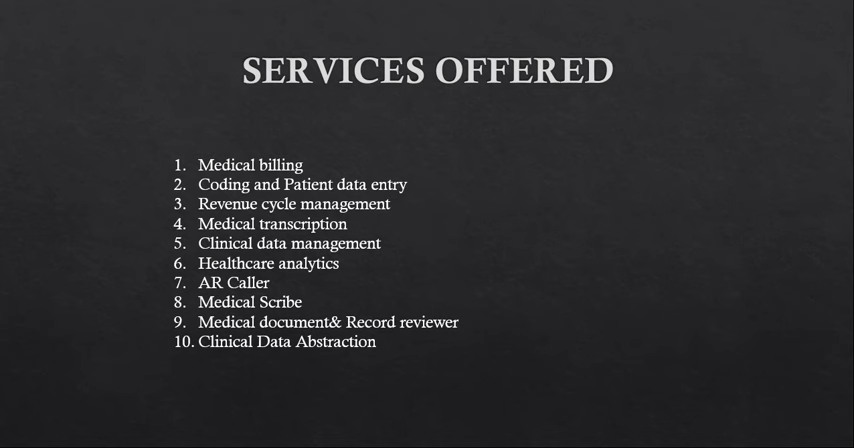 SERVICES OFFERED
1. Medical billing
2. Coding and Patient data entry
3. Revenue cycle management
4. Medical transcription
5. Clinical data management
6. Healthcare analytics
7. AR Caller
8. Medical Scribe
9. Medical document& Record reviewer
10. Clinical Data Abstraction